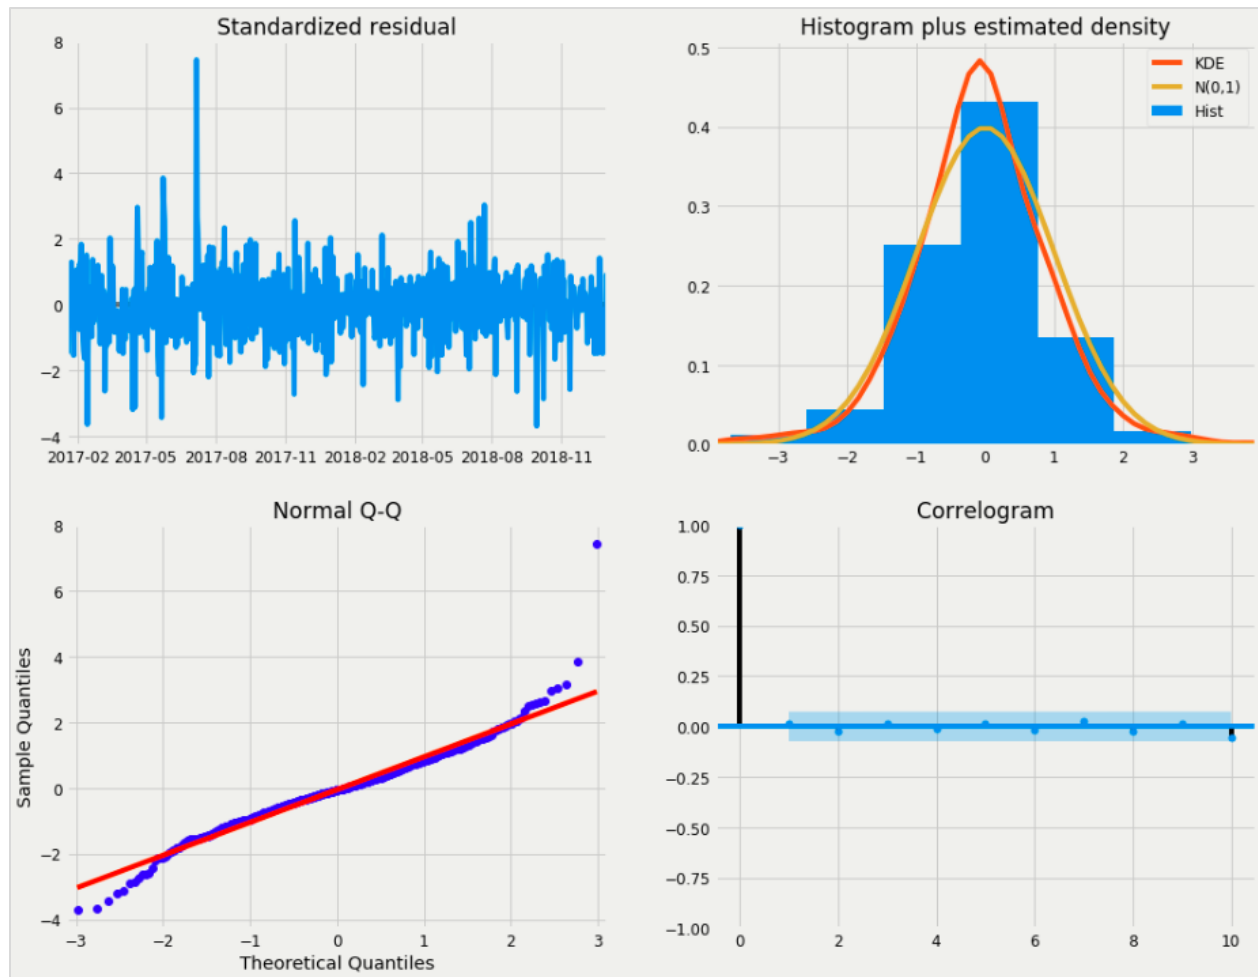 Standardized residual
8
6
4
2
0
−2
−4
2017-02 2017-05 2017-08 2017-11 2018-02 2018-05 2018-08 2018-11
Histogram plus estimated density
0.5
0.4
0.3
0.2
0.1
0.0
KDE
N(0,1)
Hist
−3 −2 −1 0 1 2 3
Normal Q-Q
8
6
4
2
0
−2
−4
Sample Quantiles
−3 −2 −1 0 1 2 3
Theoretical Quantiles
Correlogram
1.00
0.75
0.50
0.25
0.00
−0.25
−0.50
−0.75
−1.00
0 2 4 6 8 10